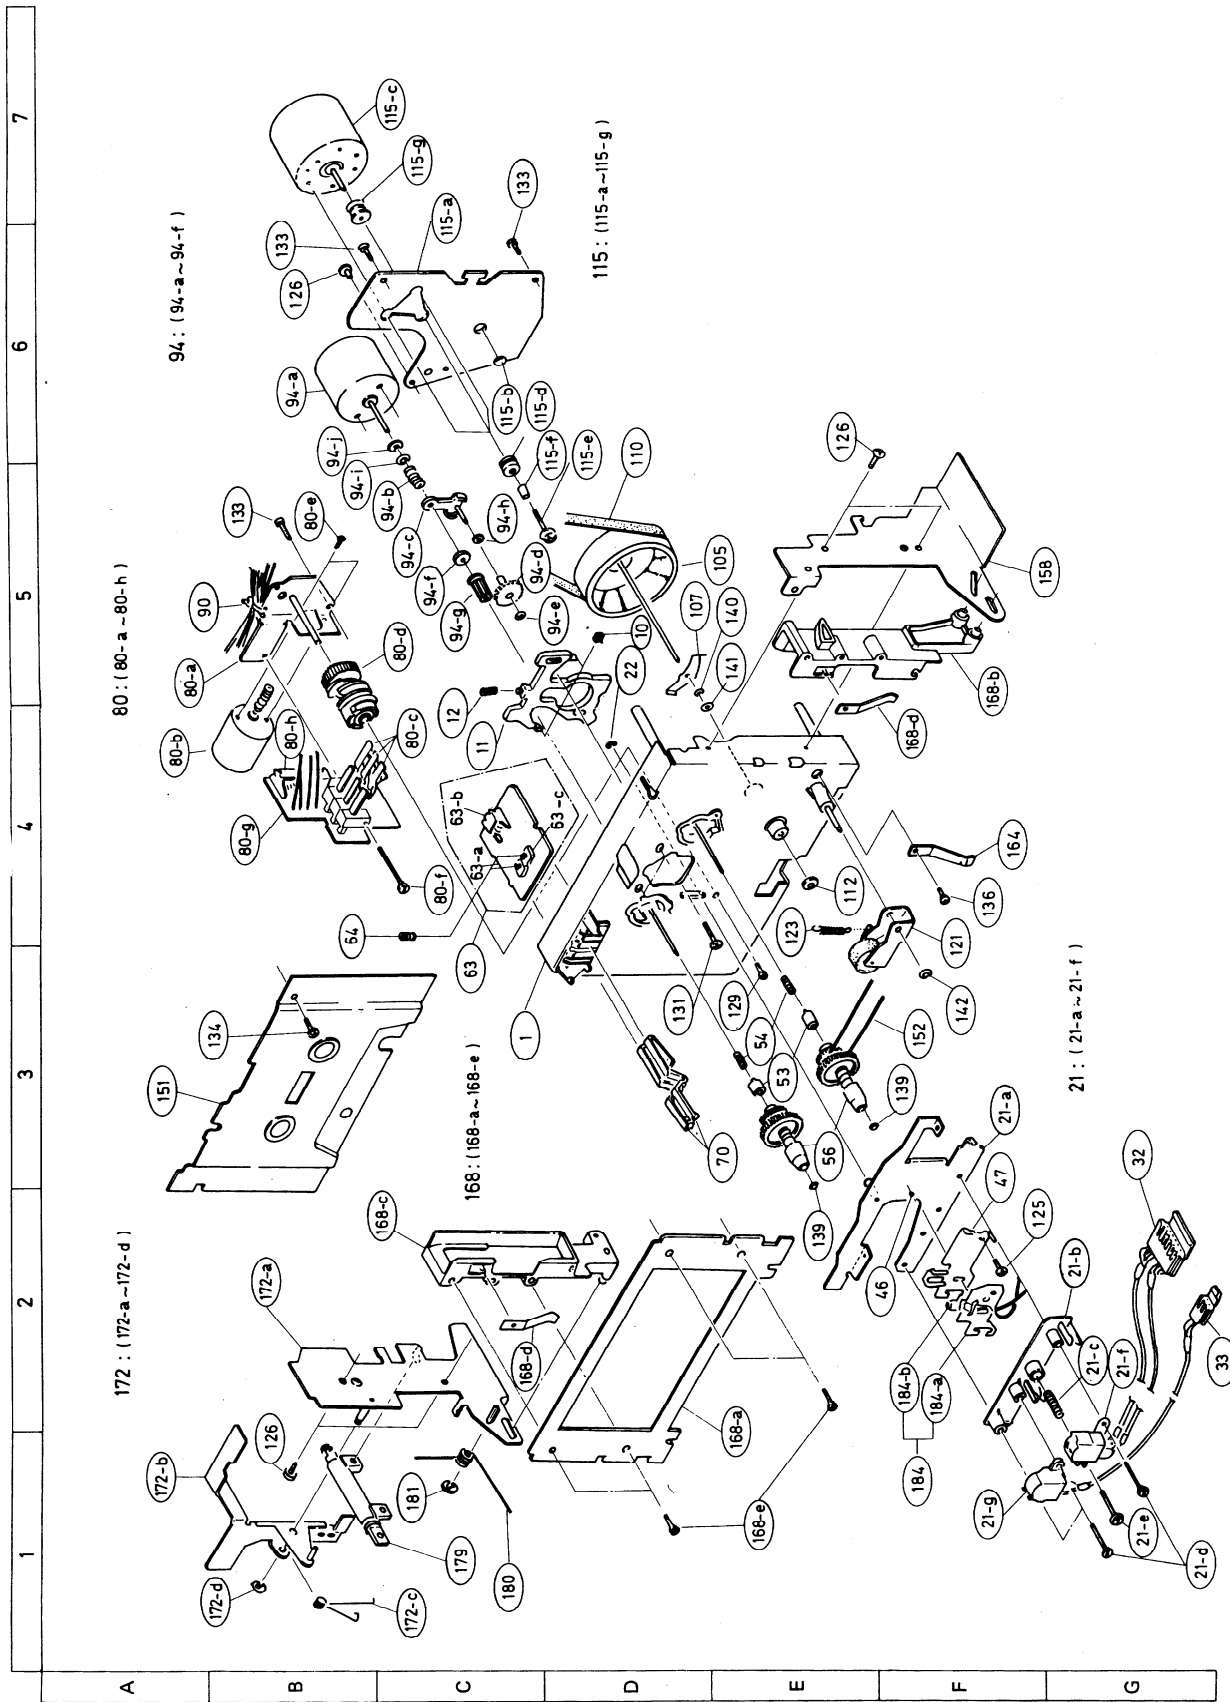 1
2
3
4
5
6
7
A
B
C
D
E
F
G
172 : (172-a~172-d)
80:(80-a~80-h)
94:(94-a~94-f)
168:(168-a~168-e)
115:(115-a~115-g)
21:(21-a~21-f)
172-b
172-d
172-c
126
172-a
179
180
181
168-c
168-d
168-a
168-e
151
134
64
63
63-a
63-b
63-c
80-a
80-b
80-h
80-g
80-f
80-c
80-d
80-e
90
133
94-a
94-j
94-i
94-b
94-c
94-h
94-f
94-g
94-d
94-e
126
133
115-c
115-g
115-a
133
115-b
115-d
115-f
115-e
110
105
107
140
141
10
22
12
11
1
70
131
129
54
53
56
139
139
152
112
123
121
142
136
164
126
158
168-b
168-d
46
47
125
21-a
21-b
21-c
21-f
21-g
21-e
21-d
184-b
184-a
184
32
33